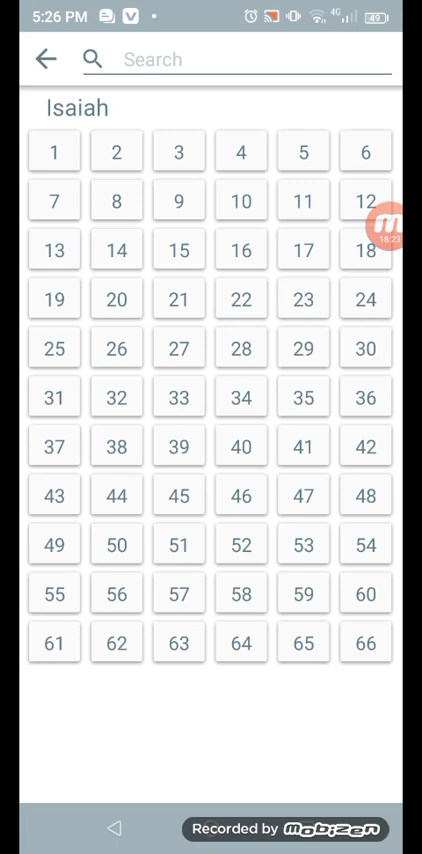 5:26 PM 4G 49
Search
Isaiah
1 2 3 4 5 6
7 8 9 10 11 12
18:23
13 14 15 16 17 18
19 20 21 22 23 24
25 26 27 28 29 30
31 32 33 34 35 36
37 38 39 40 41 42
43 44 45 46 47 48
49 50 51 52 53 54
55 56 57 58 59 60
61 62 63 64 65 66
Recorded by mobizen